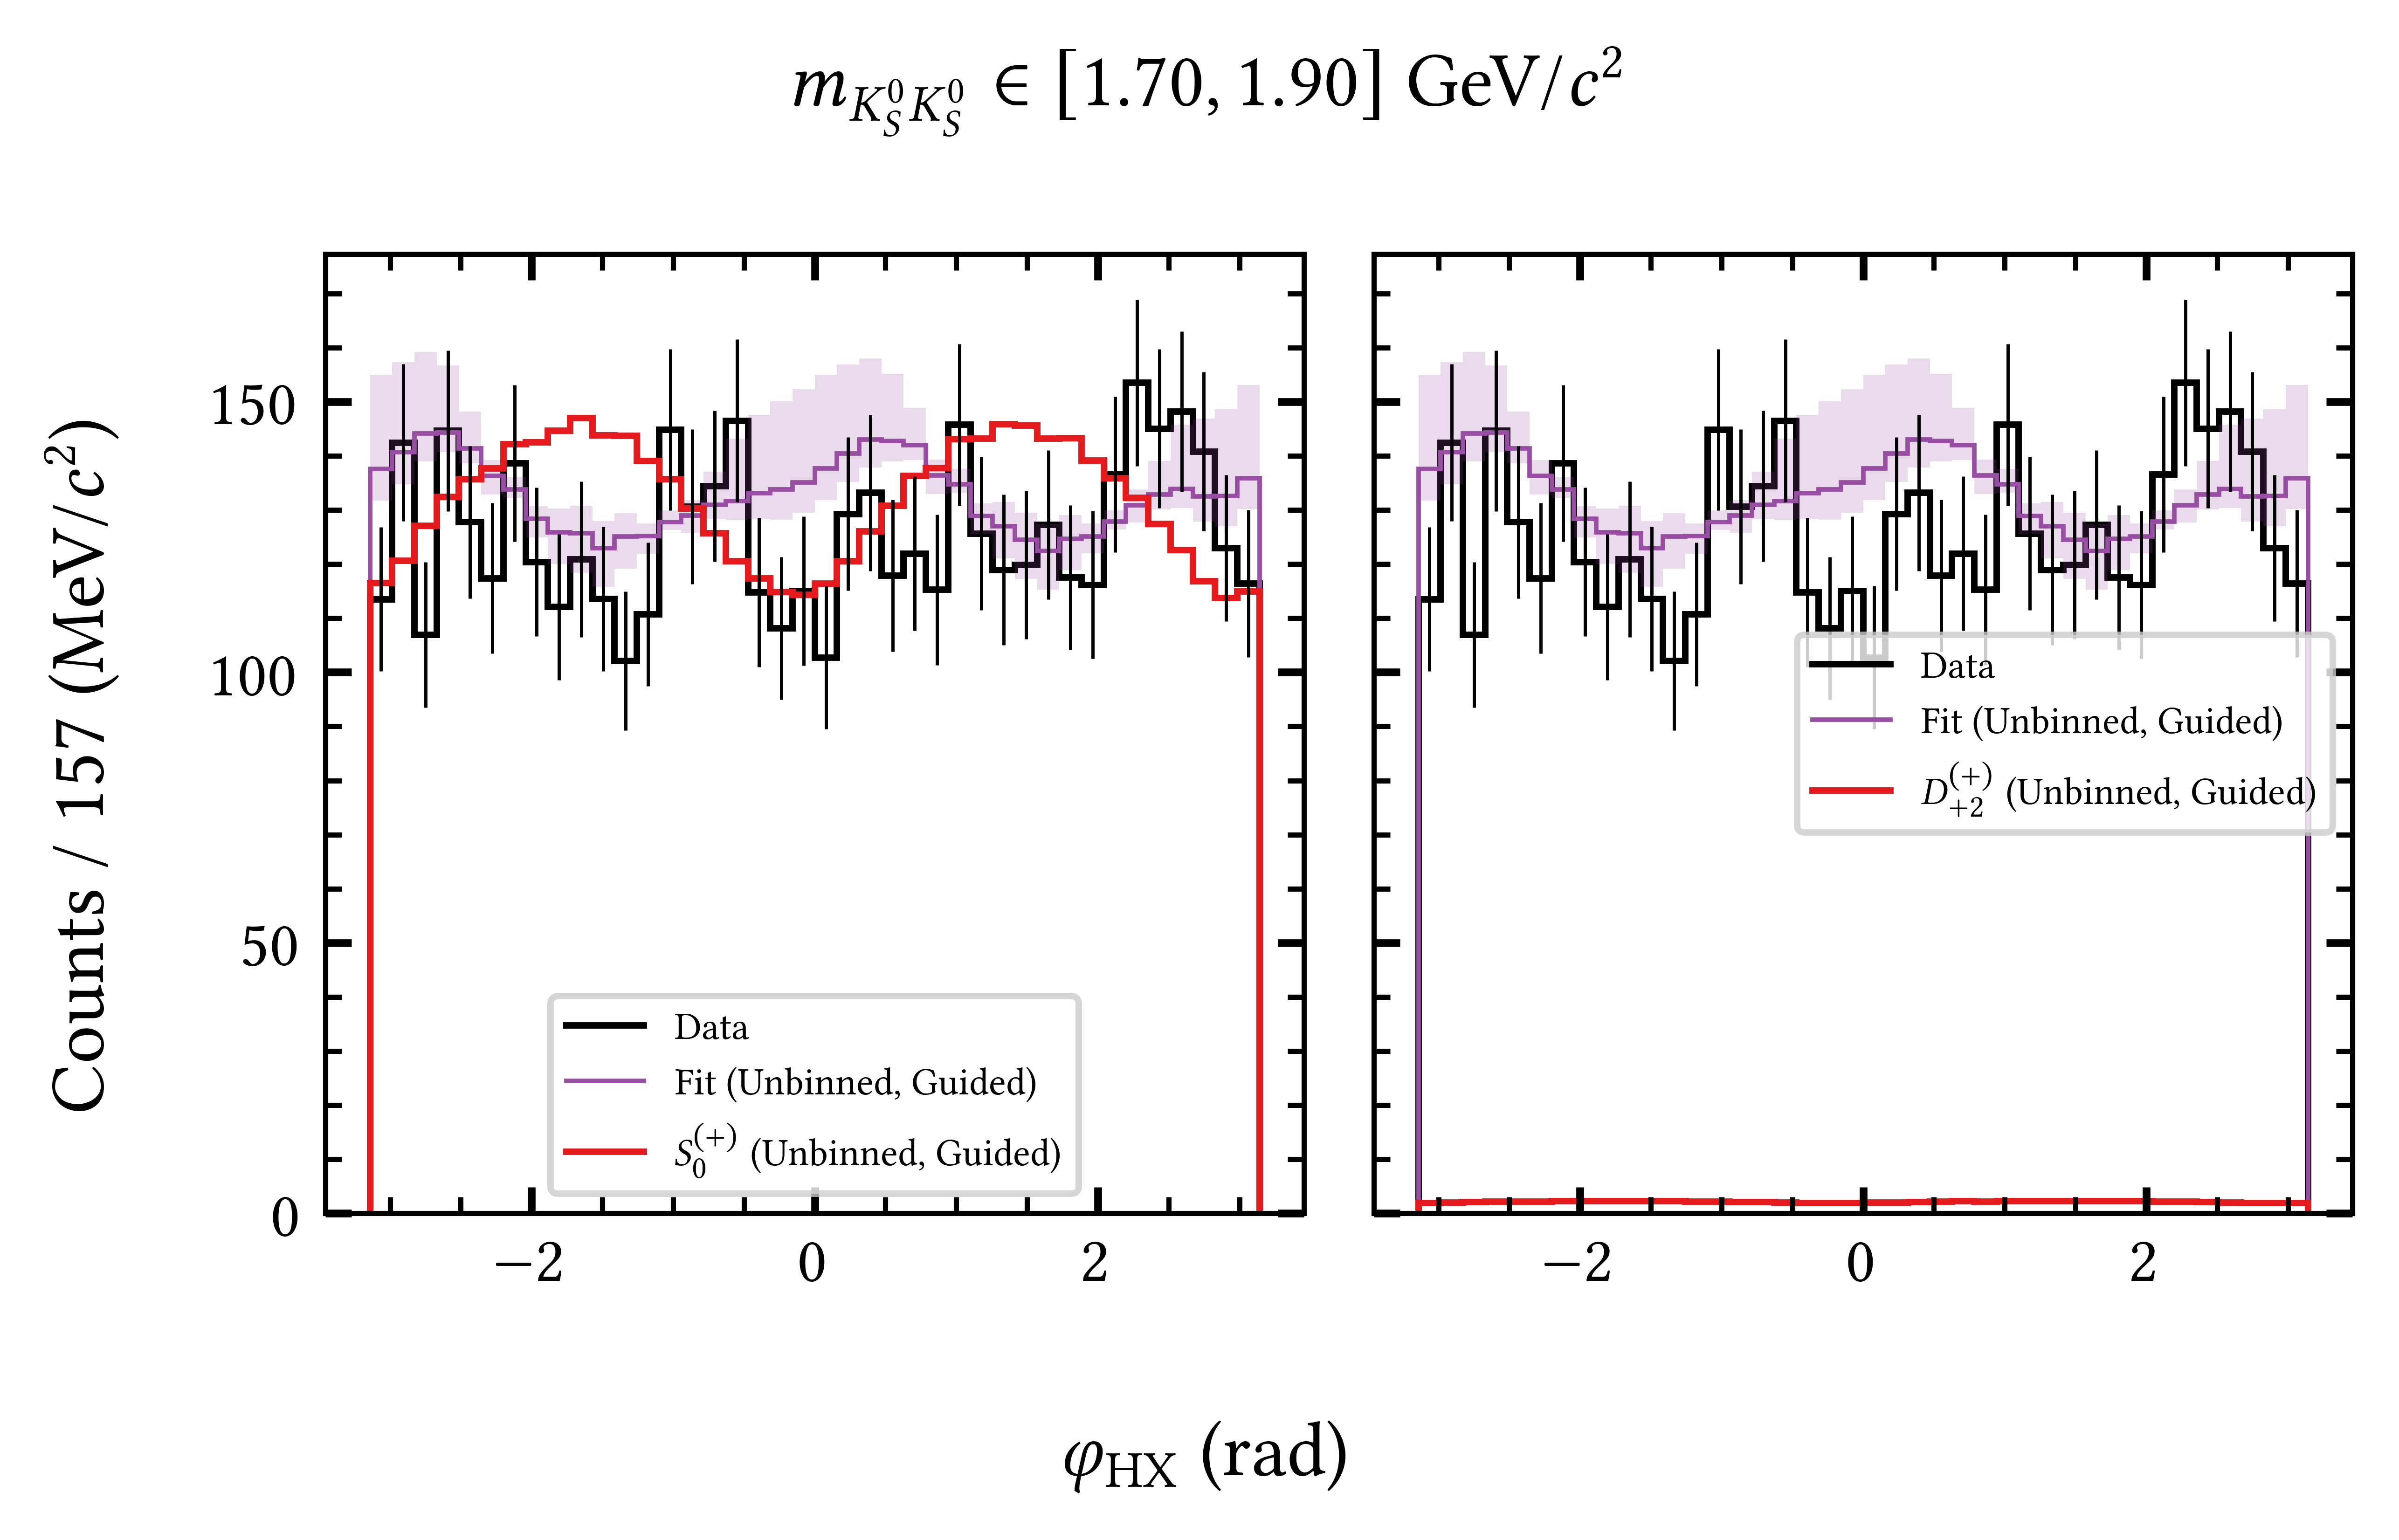 m_{K_S^0 K_S^0} ∈ [1.70, 1.90] GeV/c²
Counts / 157 (MeV/c²)
150
100
50
0
Data
Fit (Unbinned, Guided)
S_0^{(+)} (Unbinned, Guided)
Data
Fit (Unbinned, Guided)
D_{+2}^{(+)} (Unbinned, Guided)
−2 0 2
−2 0 2
φ_HX (rad)